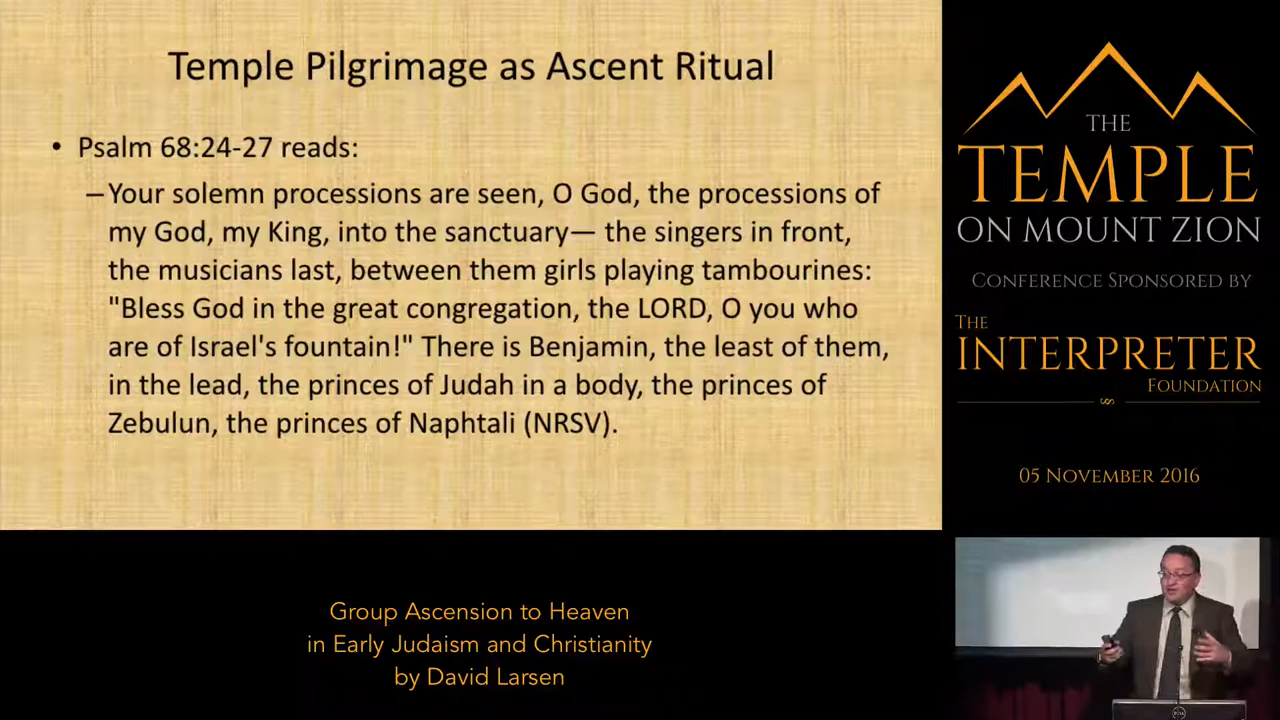 Temple Pilgrimage as Ascent Ritual
• Psalm 68:24-27 reads:
–Your solemn processions are seen, O God, the processions of
my God, my King, into the sanctuary— the singers in front,
the musicians last, between them girls playing tambourines:
"Bless God in the great congregation, the LORD, O you who
are of Israel's fountain!" There is Benjamin, the least of them,
in the lead, the princes of Judah in a body, the princes of
Zebulun, the princes of Naphtali (NRSV).
THE
TEMPLE
ON MOUNT ZION
CONFERENCE SPONSORED BY
THE
INTERPRETER
FOUNDATION
05 NOVEMBER 2016
Group Ascension to Heaven
in Early Judaism and Christianity
by David Larsen